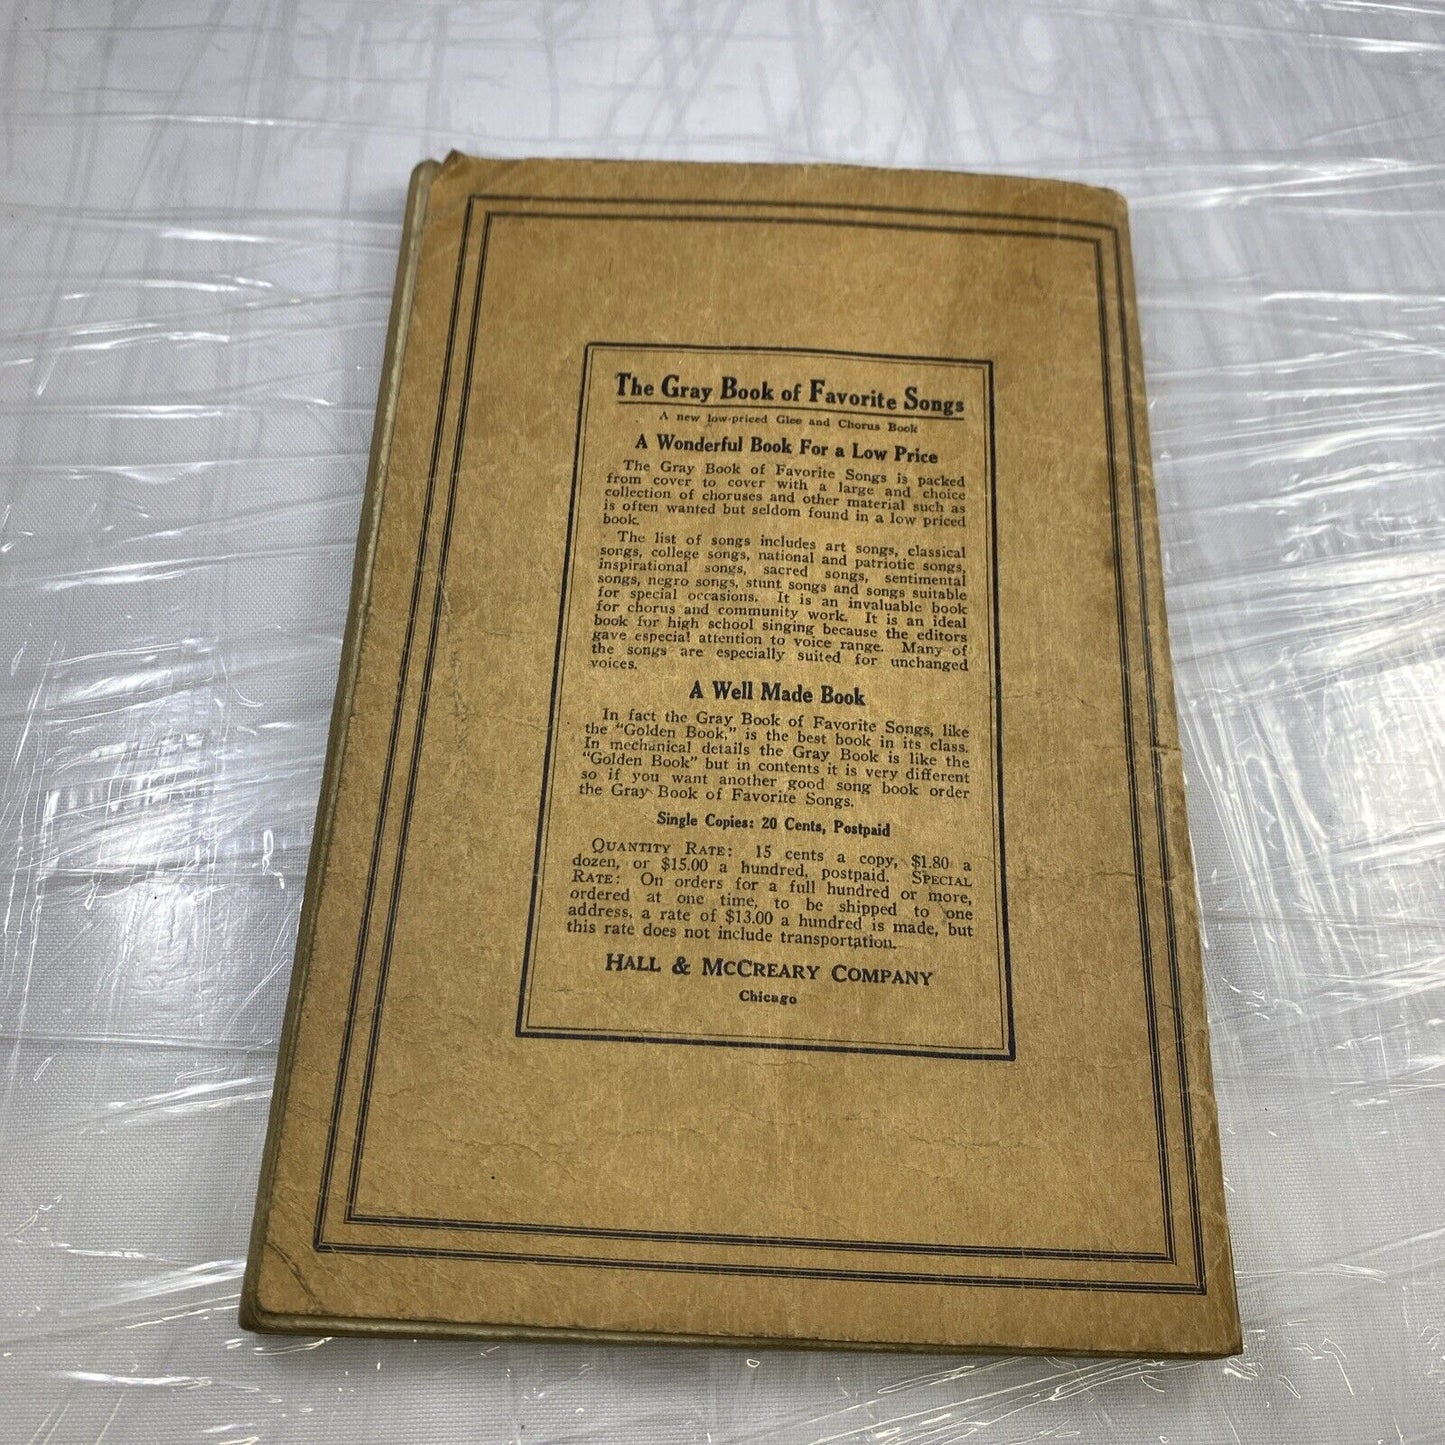 The Gray Book of Favorite Songs
A new low-priced Glee and Chorus Book
A Wonderful Book For a Low Price
The Gray Book of Favorite Songs is packed
from cover to cover with a large and choice
collection of choruses and other material such as
is often wanted but seldom found in a low priced
book.
The list of songs includes art songs, classical
songs, college songs, national and patriotic songs,
inspirational songs, sacred songs, sentimental
songs, negro songs, stunt songs and songs suitable
for special occasions. It is an invaluable book
for chorus and community work. It is an ideal
book for high school singing because the editors
gave especial attention to voice range. Many of
the songs are especially suited for unchanged
voices.
A Well Made Book
In fact the Gray Book of Favorite Songs, like
the "Golden Book," is the best book in its class.
In mechanical details the Gray Book is like the
"Golden Book" but in contents it is very different
so if you want another good song book order
the Gray Book of Favorite Songs.
Single Copies: 20 Cents, Postpaid
QUANTITY RATE: 15 cents a copy, $1.80 a
dozen, or $15.00 a hundred, postpaid. SPECIAL
RATE: On orders for a full hundred or more,
ordered at one time, to be shipped to one
address, a rate of $13.00 a hundred is made, but
this rate does not include transportation.
HALL & MCCREARY COMPANY
Chicago